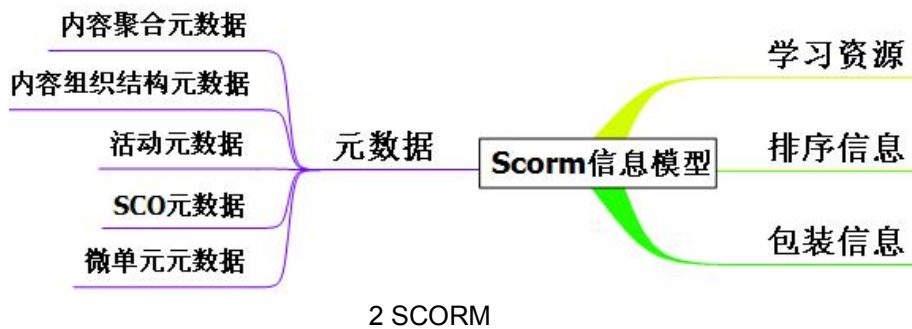 内容聚合元数据
内容组织结构元数据
活动元数据
SCO元数据
微单元元数据
元数据
Scorm信息模型
学习资源
排序信息
包装信息
2 SCORM